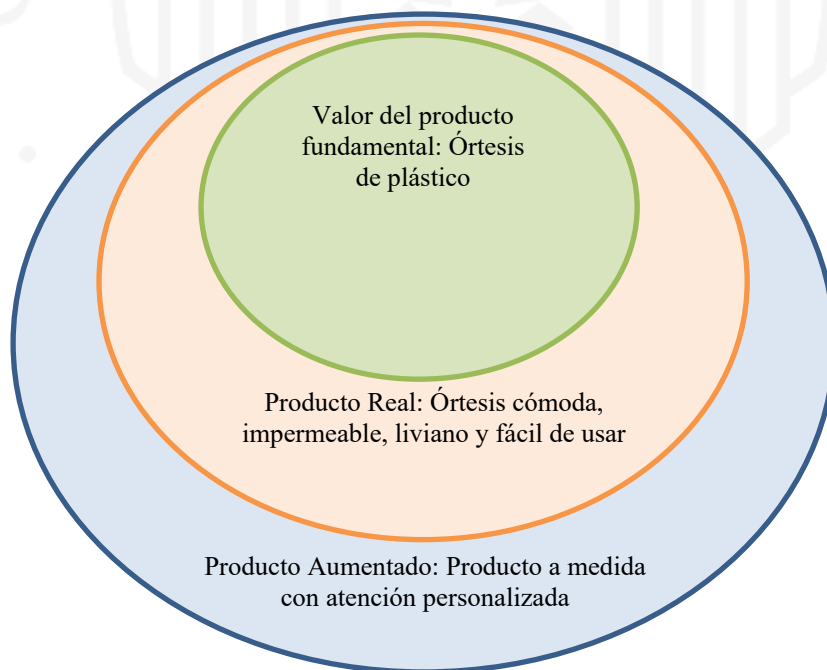 Valor del producto
fundamental: Órtesis
de plástico
Producto Real: Órtesis cómoda,
impermeable, liviano y fácil de usar
Producto Aumentado: Producto a medida
con atención personalizada